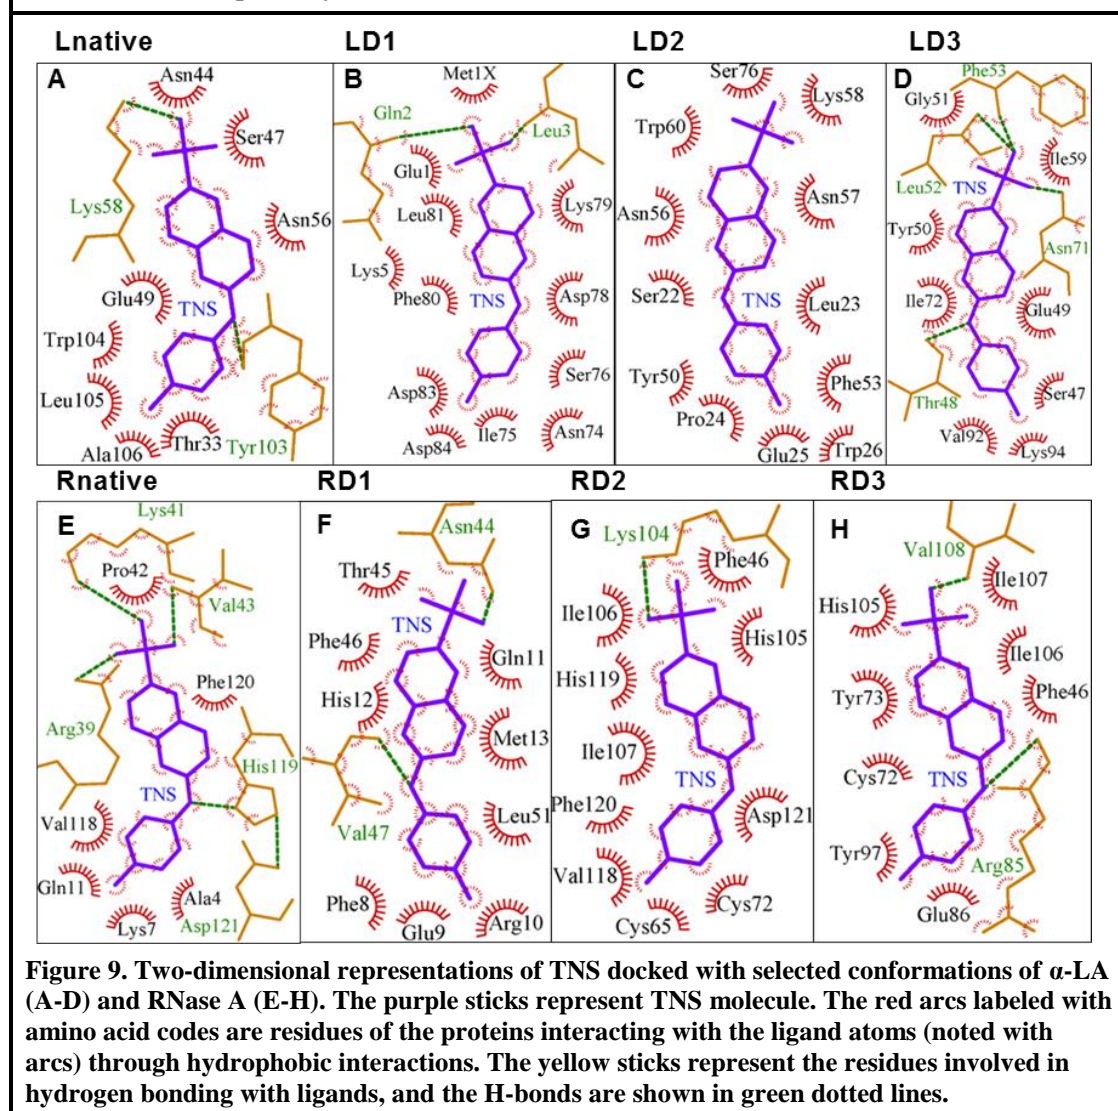 Lnative LD1 LD2 LD3
A
Asn44
Ser47
Lys58
Asn56
Glu49
TNS
Trp104
Leu105
Ala106
Thr33
Tyr103
B
Met1X
Gln2
Leu3
Glu1
Leu81
Lys79
Lys5
Phe80
TNS
Asp78
Ser76
Asp83
Asp84
Ile75
Asn74
C
Ser76
Lys58
Trp60
Asn56
Asn57
Ser22
TNS
Leu23
Tyr50
Phe53
Pro24
Glu25
Trp26
D
Phe53
Gly51
Ile59
Leu52
TNS
Tyr50
Asn71
Ile72
Glu49
Thr48
Ser47
Val92
Lys94
Rnative RD1 RD2 RD3
E
Lys41
Pro42
Val43
Phe120
Arg39
His119
TNS
Val118
Gln11
Ala4
Lys7
Asp121
F
Asn44
Thr45
TNS
Phe46
Gln11
His12
Met13
Val47
Leu51
Phe8
Glu9
Arg10
G
Lys104
Phe46
Ile106
His105
His119
Ile107
TNS
Phe120
Asp121
Val118
Cys65
Cys72
H
Val108
Ile107
His105
Ile106
Tyr73
Phe46
Cys72
TNS
Tyr97
Arg85
Glu86
Figure 9. Two-dimensional representations of TNS docked with selected conformations of α-LA
(A-D) and RNase A (E-H). The purple sticks represent TNS molecule. The red arcs labeled with
amino acid codes are residues of the proteins interacting with the ligand atoms (noted with
arcs) through hydrophobic interactions. The yellow sticks represent the residues involved in
hydrogen bonding with ligands, and the H-bonds are shown in green dotted lines.